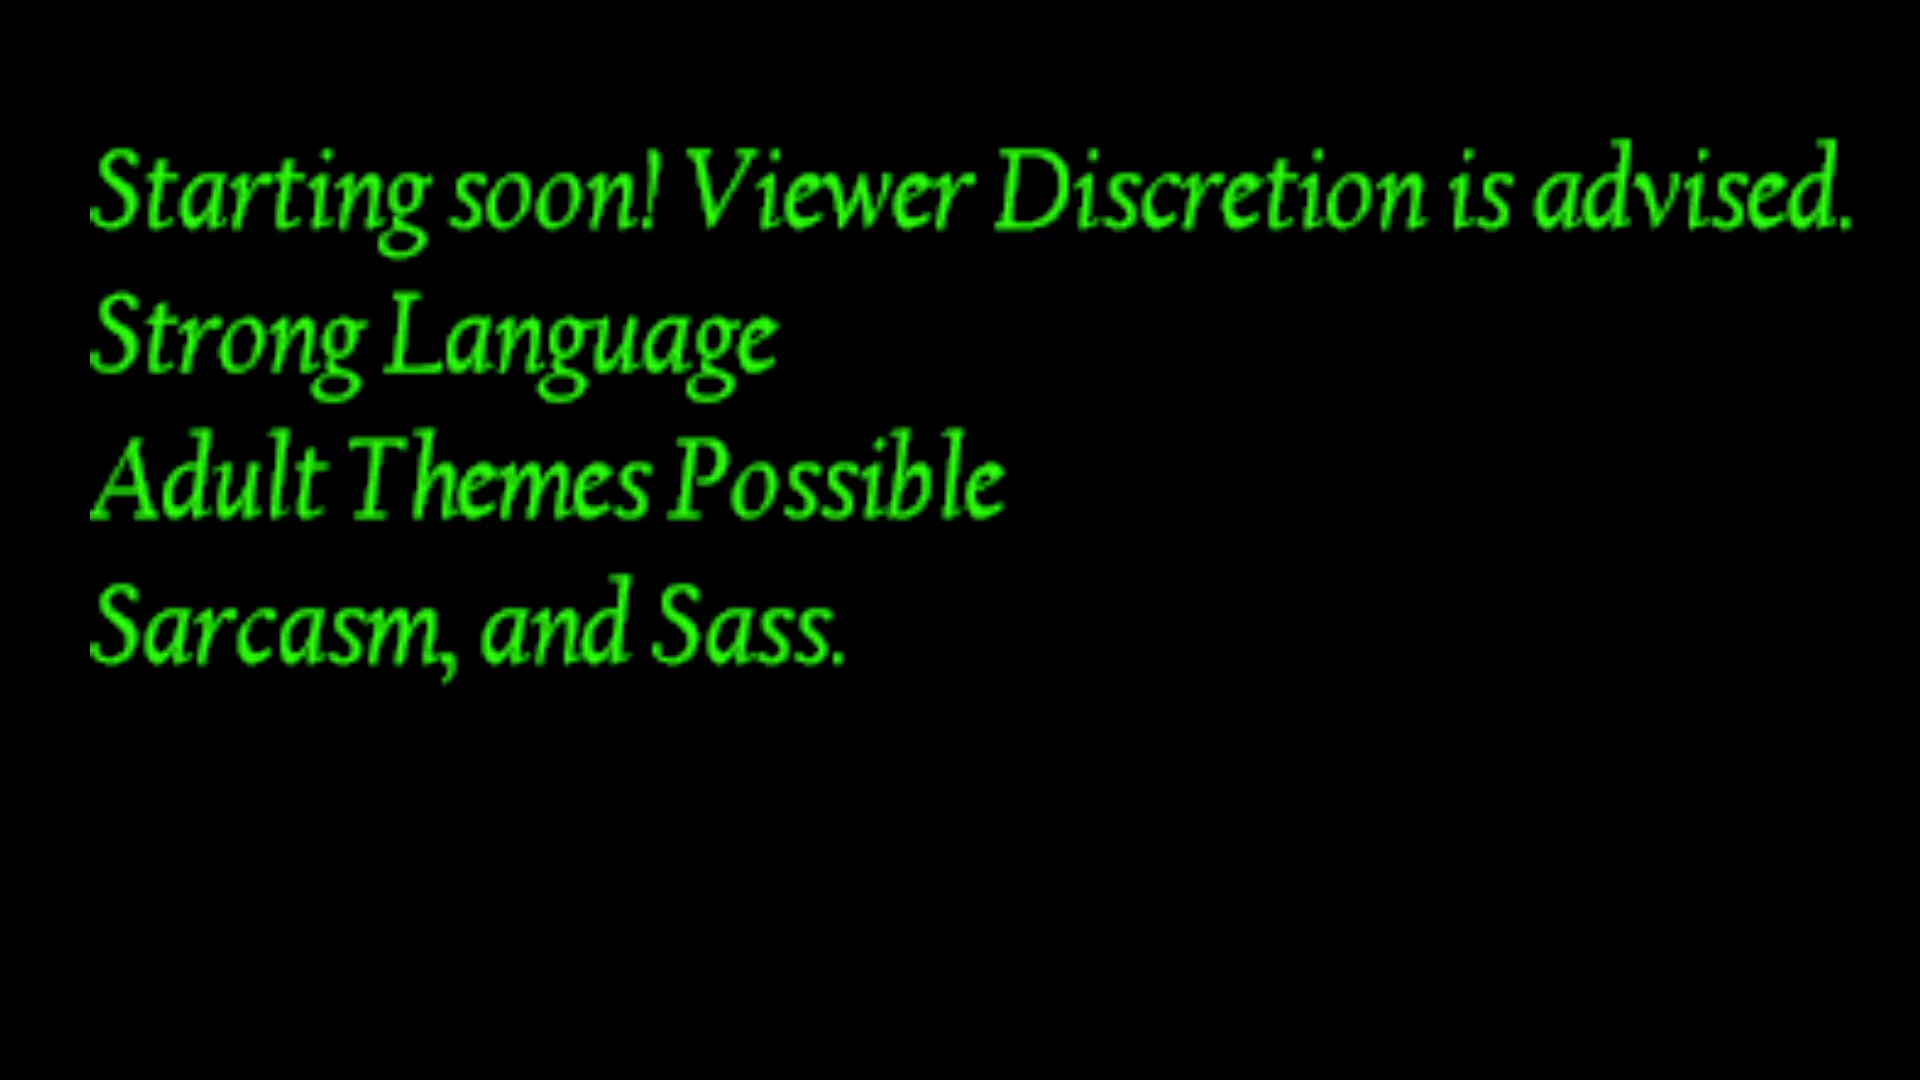 Starting soon! Viewer Discretion is advised.
Strong Language
Adult Themes Possible
Sarcasm, and Sass.